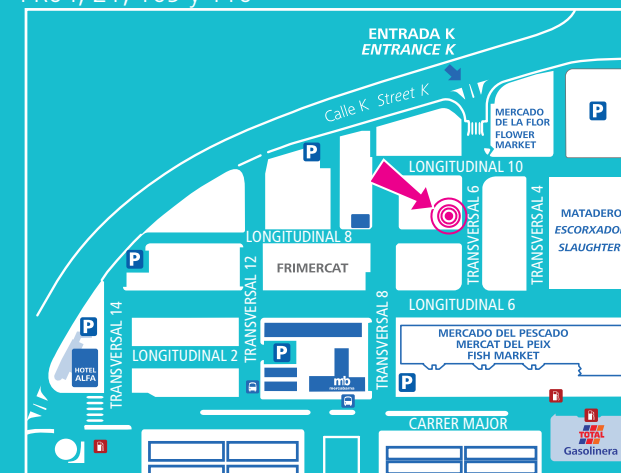 ENTRADA K
ENTRANCE K
Calle K Street K
MERCADO
DE LA FLOR
FLOWER
MARKET
P
P
LONGITUDINAL 10
TRANSVERSAL 6
TRANSVERSAL 4
MATADERO
LONGITUDINAL 8
P
FRIMERCAT
TRANSVERSAL 12
TRANSVERSAL 8
LONGITUDINAL 6
TRANSVERSAL 14
P
LONGITUDINAL 2
P
MERCADO DEL PESCADO
MERCAT DEL PEIX
FISH MARKET
HOTEL
ALFA
mb
mercabarna
P
CARRER MAJOR
TOTAL
Gasolinera